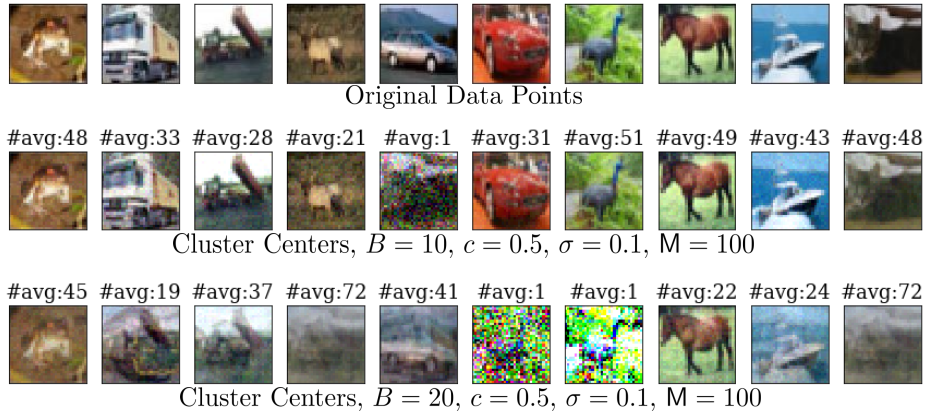 Original Data Points
#avg:48 #avg:33 #avg:28 #avg:21 #avg:1 #avg:31 #avg:51 #avg:49 #avg:43 #avg:48
Cluster Centers, B = 10, c = 0.5, σ = 0.1, M = 100
#avg:45 #avg:19 #avg:37 #avg:72 #avg:41 #avg:1 #avg:1 #avg:22 #avg:24 #avg:72
Cluster Centers, B = 20, c = 0.5, σ = 0.1, M = 100